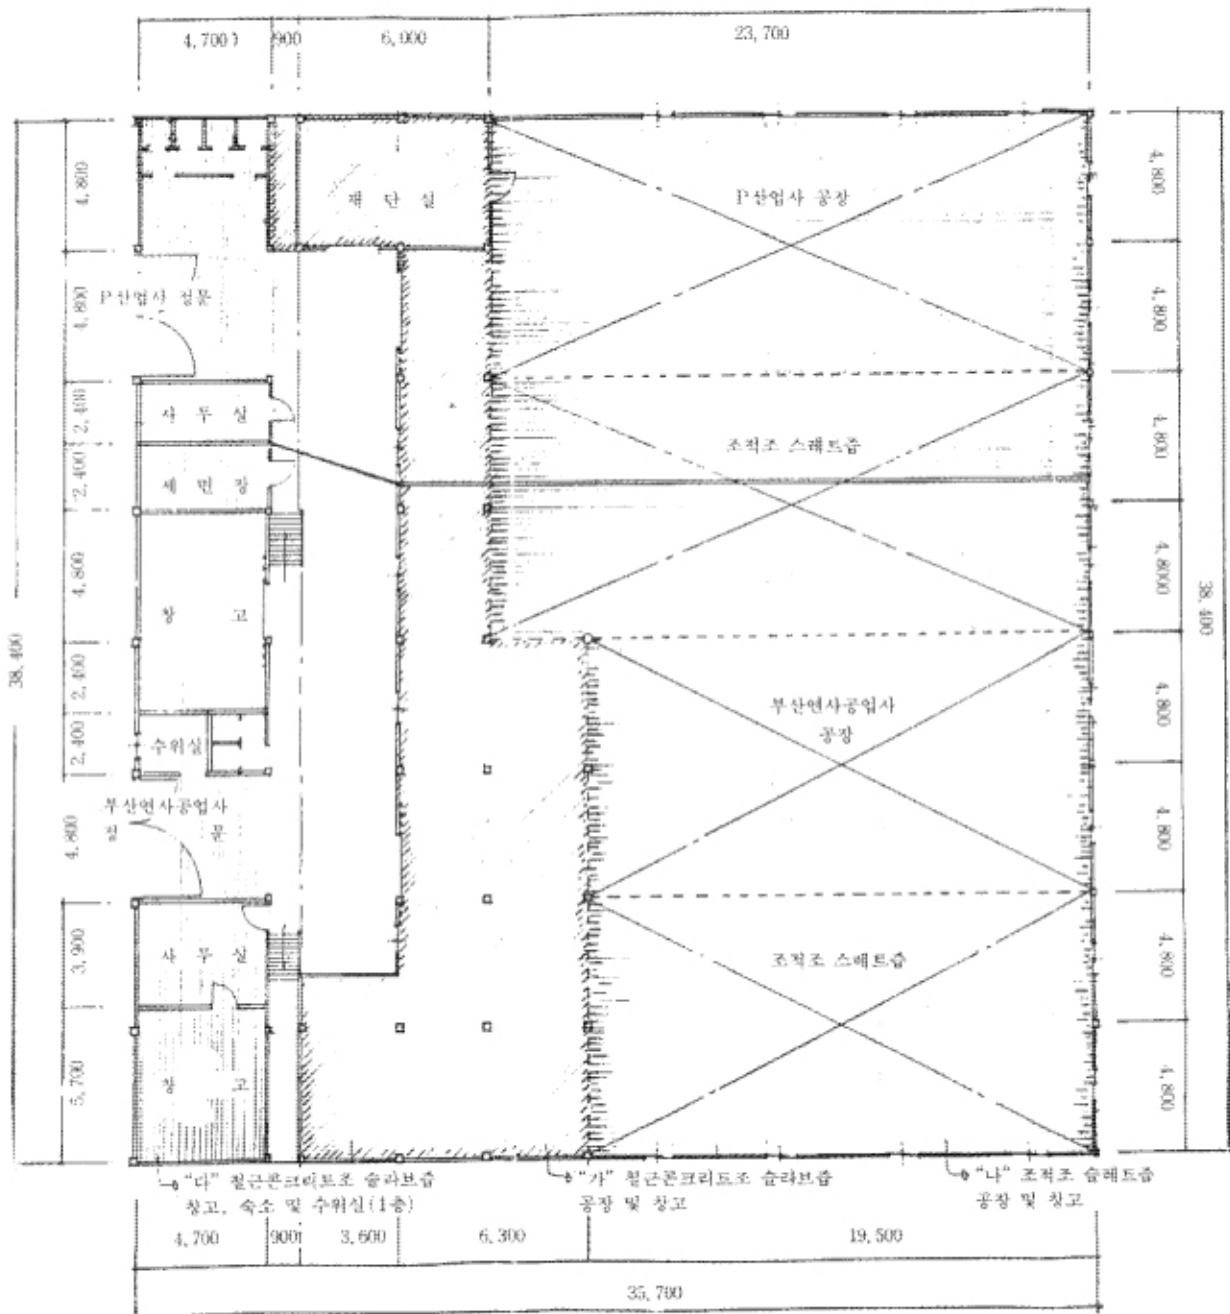 4,700
900
6,000
23,700
4,800
재 단 실
P산업사 공장
4,800
4,800
P산업사 정문
4,800
2,400
사 무 실
조적조 스래트즙
4,800
2,400
세 면 장
4,800
창 고
4,8000
38,400
38,400
2,400
부산연사공업사
공장
4,800
2,400
수위실
부산연사공업사
정 문
4,800
4,800
3,900
사 무 실
조적조 스래트즙
4,800
5,700
창 고
4,800
"다" 철근콘크리트조 슬라브즙
창고, 숙소 및 수위실(1층)
"가" 철근콘크리트조 슬라브즙
공장 및 창고
"나" 조적조 슬레트즙
공장 및 창고
4,700
900
3,600
6,300
19,500
35,700